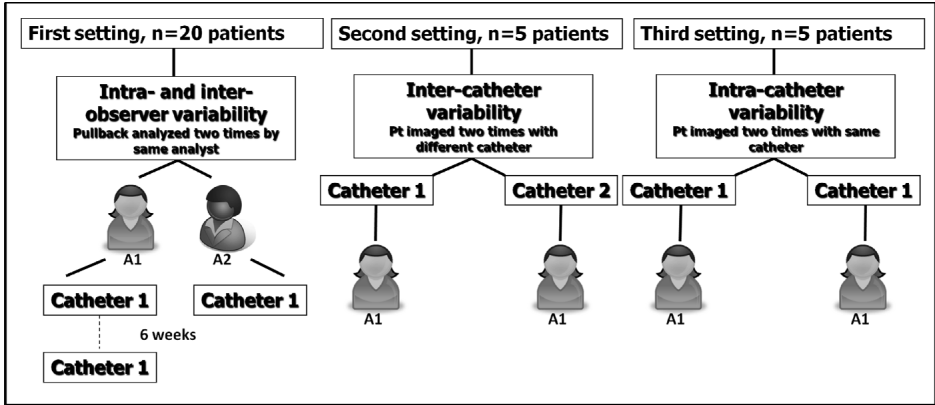 First setting, n=20 patients
Intra- and inter-
observer variability
Pullback analyzed two times by
same analyst
A1
A2
Catheter 1
Catheter 1
6 weeks
Catheter 1
Second setting, n=5 patients
Inter-catheter
variability
Pt imaged two times with
different catheter
Catheter 1
Catheter 2
A1
A1
Third setting, n=5 patients
Intra-catheter
variability
Pt imaged two times with same
catheter
Catheter 1
Catheter 1
A1
A1